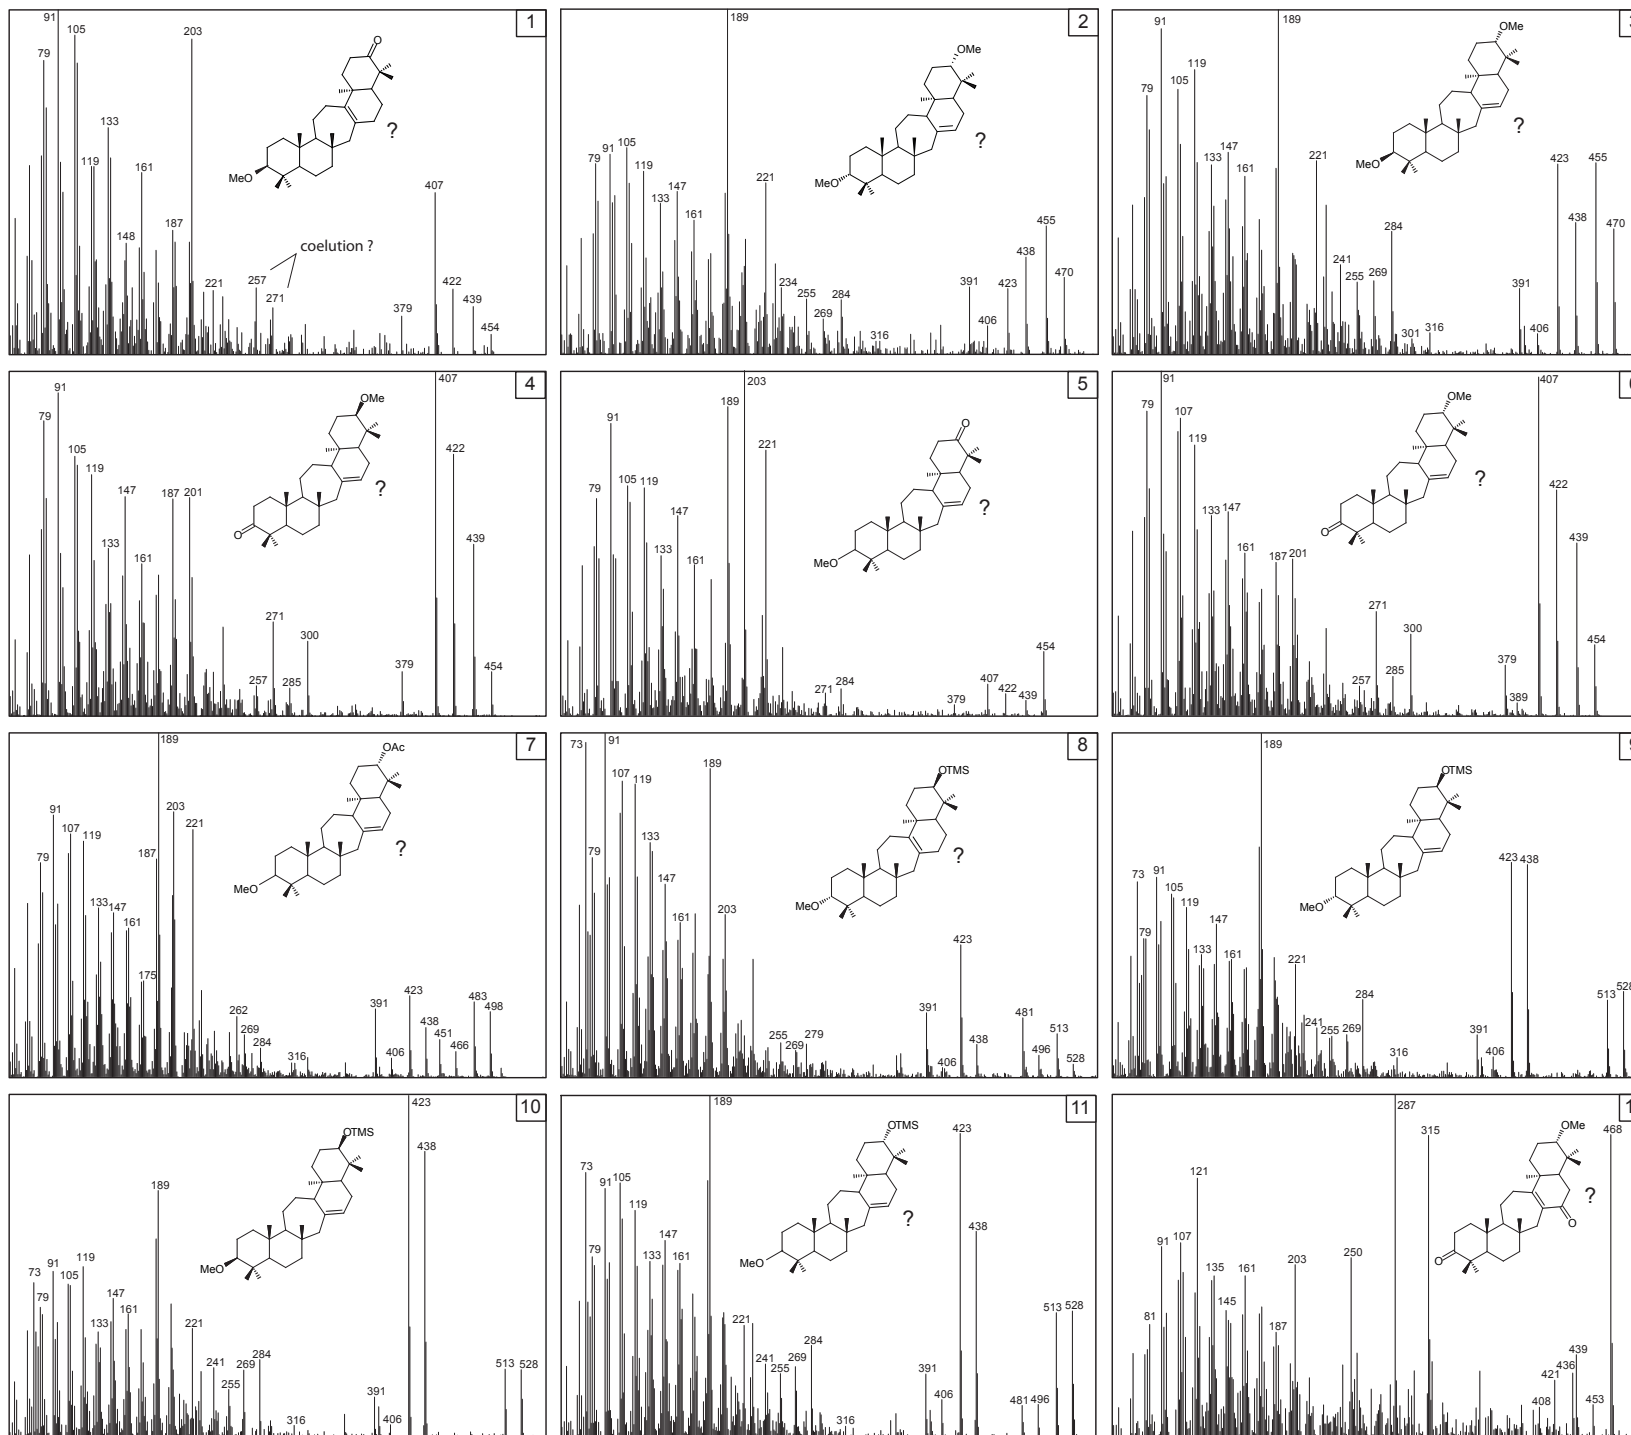 91 1
105 203
79
O
133
119 161
?
MeO 407
187
148 coelution ?
221 257 271
379 422 439 454
189 2
OMe
79 91 105 119
133 147 161 221
?
MeO
455
438 470
234 255 269 284 316
391 406 423
91 189
OMe
79 105 119
133 147 161 221
?
MeO
423 455
438 470
284
241 255 269
301 316 391 406
91 407 4
79 OMe
105 119
147 187 201
?
O
422
133 161 439
271 300
257 285 379 454
203 5
91 189 221
O
79 105 119
147
133 161
?
MeO
454
271 284 379 407 422 439
91 407
79 107 119
OMe
133 147 161 187 201
?
O
422
439
271 300
257 285 379 389 454
189 7
OAc
91 203 221
107 119
79 187
?
MeO
133 147 161
175
262 269 284 316
391 406 423 438 451 466 483 498
73 91 8
107 119 189
OTMS
79 133
147 161 203
?
MeO
423
255 269 279
391 406 438 481 496 513 528
189
OTMS
73 91 105 119
79 133 147 161 221
MeO
423 438
284
241 255 269 316
391 406 513 528
423 10
438
OTMS
189
MeO
73 79 91 105 119
133 147 161 221
241 255 269 284 316
391 406 513 528
189 11
423
OTMS
73 91 105 119
79 133 147 161
?
MeO
438
221 241 255 269 284 316
391 406 481 496 513 528
287 1
315 468
OMe
121
?
O
O
91 107 135 161
81 145 187 203 250
408 421 436 439 453